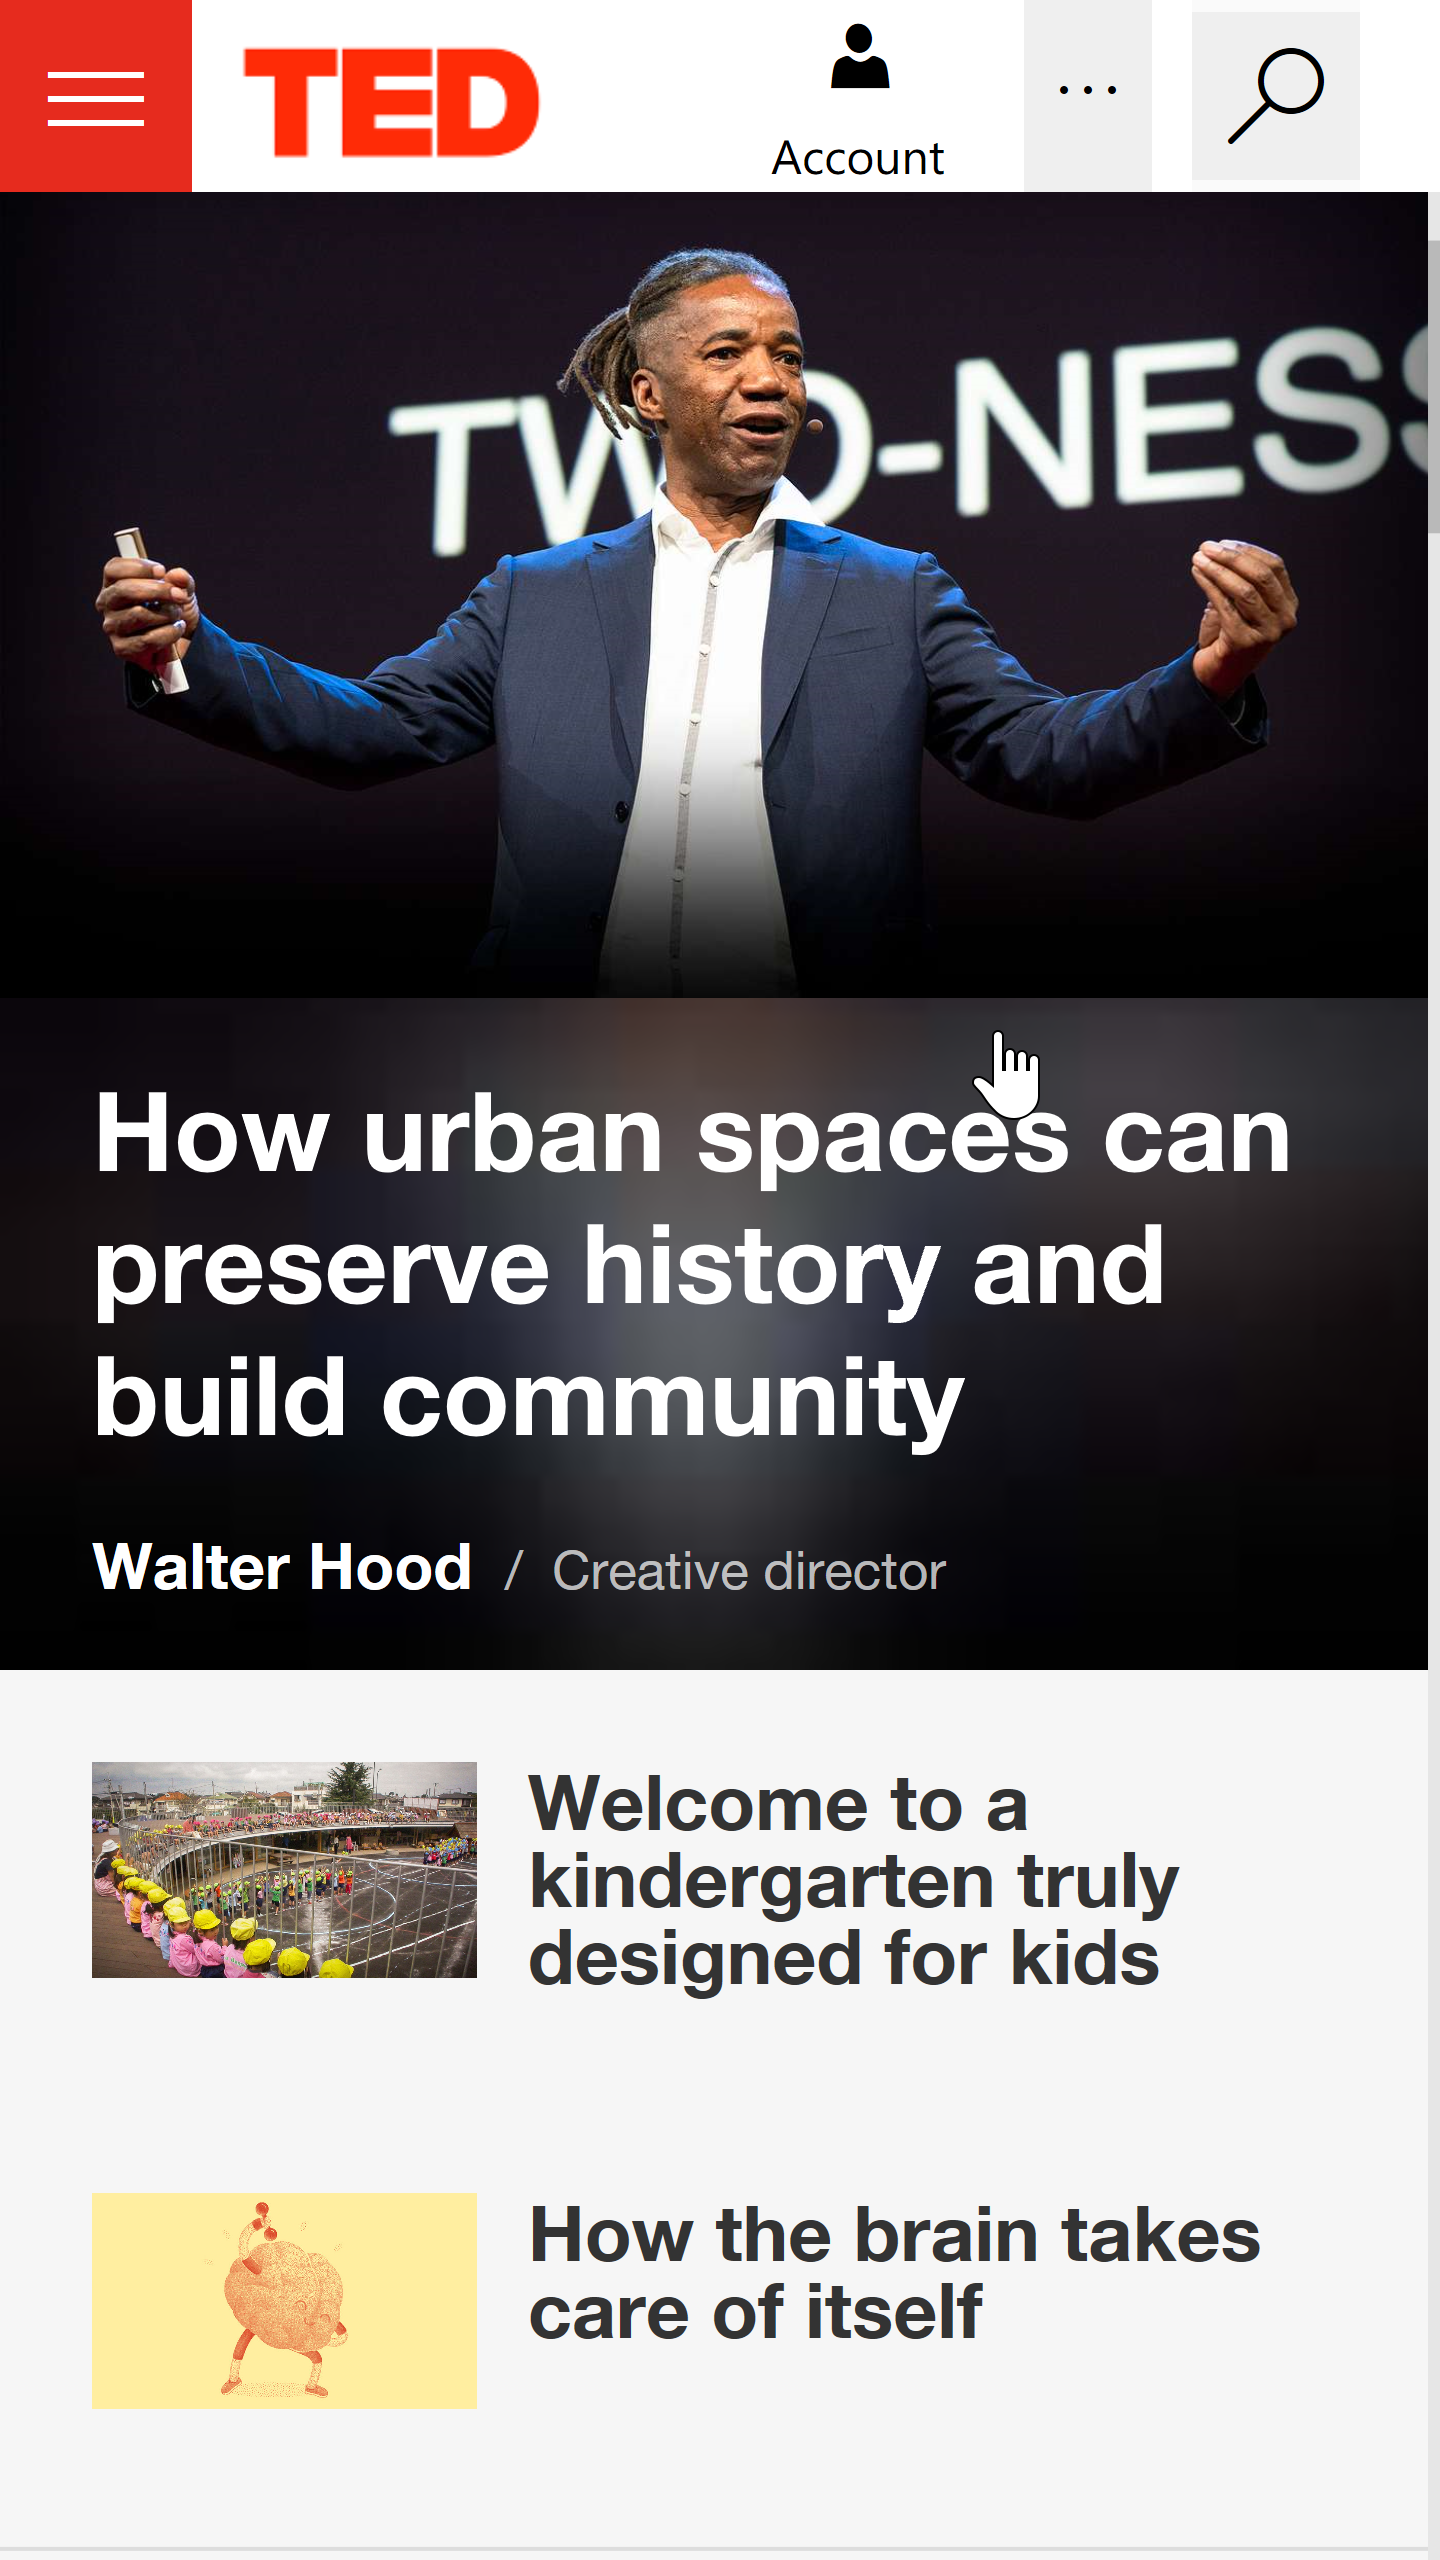 TED
Account
TWO-NESS
How urban spaces can
preserve history and
build community
Walter Hood / Creative director
Welcome to a
kindergarten truly
designed for kids
How the brain takes
care of itself